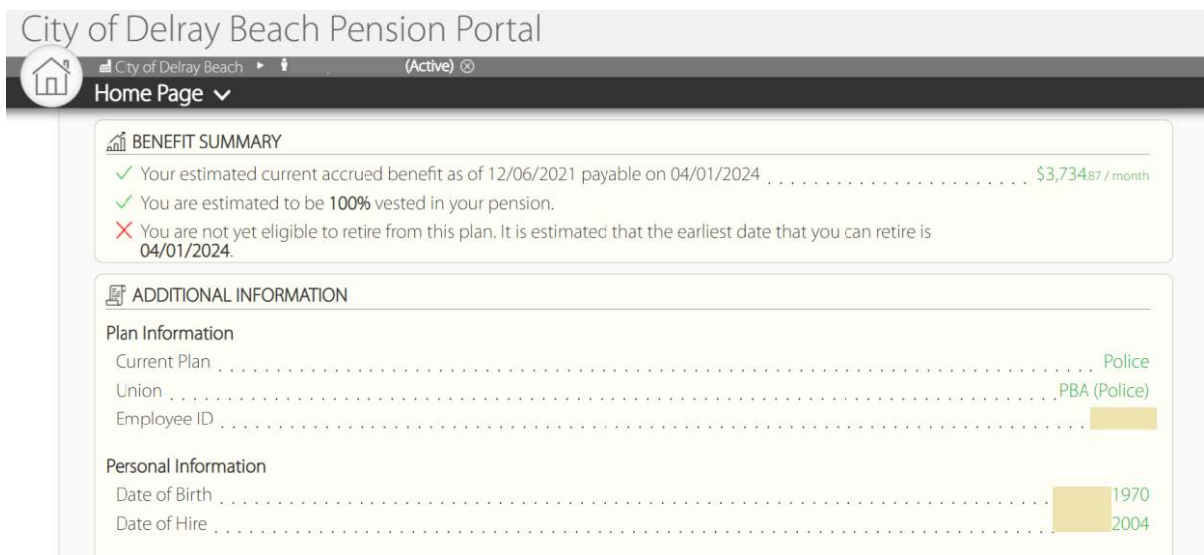 City of Delray Beach Pension Portal
City of Delray Beach (Active)
Home Page
BENEFIT SUMMARY
Your estimated current accrued benefit as of 12/06/2021 payable on 04/01/2024 $3,734.87 / month
You are estimated to be 100% vested in your pension.
You are not yet eligible to retire from this plan. It is estimated that the earliest date that you can retire is
04/01/2024.
ADDITIONAL INFORMATION
Plan Information
Current Plan Police
Union PBA (Police)
Employee ID
Personal Information
Date of Birth 1970
Date of Hire 2004